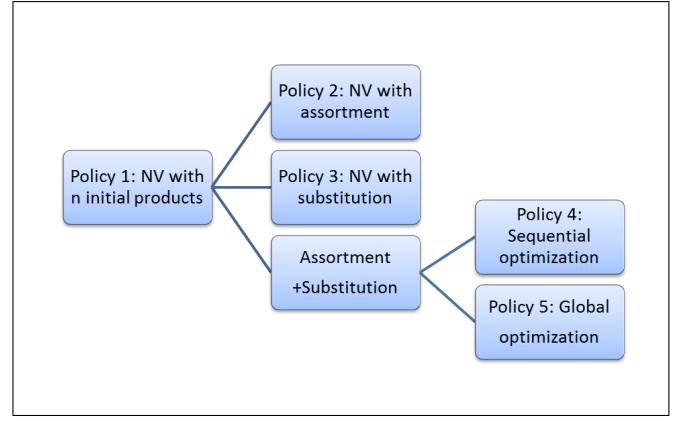 Policy 1: NV with
n initial products
Policy 2: NV with
assortment
Policy 3: NV with
substitution
Assortment
+Substitution
Policy 4:
Sequential
optimization
Policy 5: Global
optimization